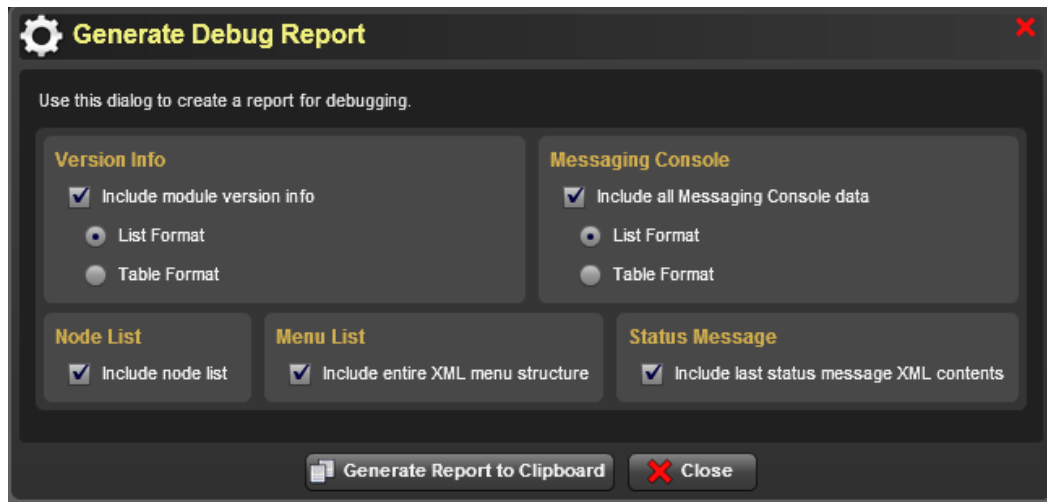 Generate Debug Report
Use this dialog to create a report for debugging.
Version Info
Include module version info
List Format
Table Format
Messaging Console
Include all Messaging Console data
List Format
Table Format
Node List
Include node list
Menu List
Include entire XML menu structure
Status Message
Include last status message XML contents
Generate Report to Clipboard
Close